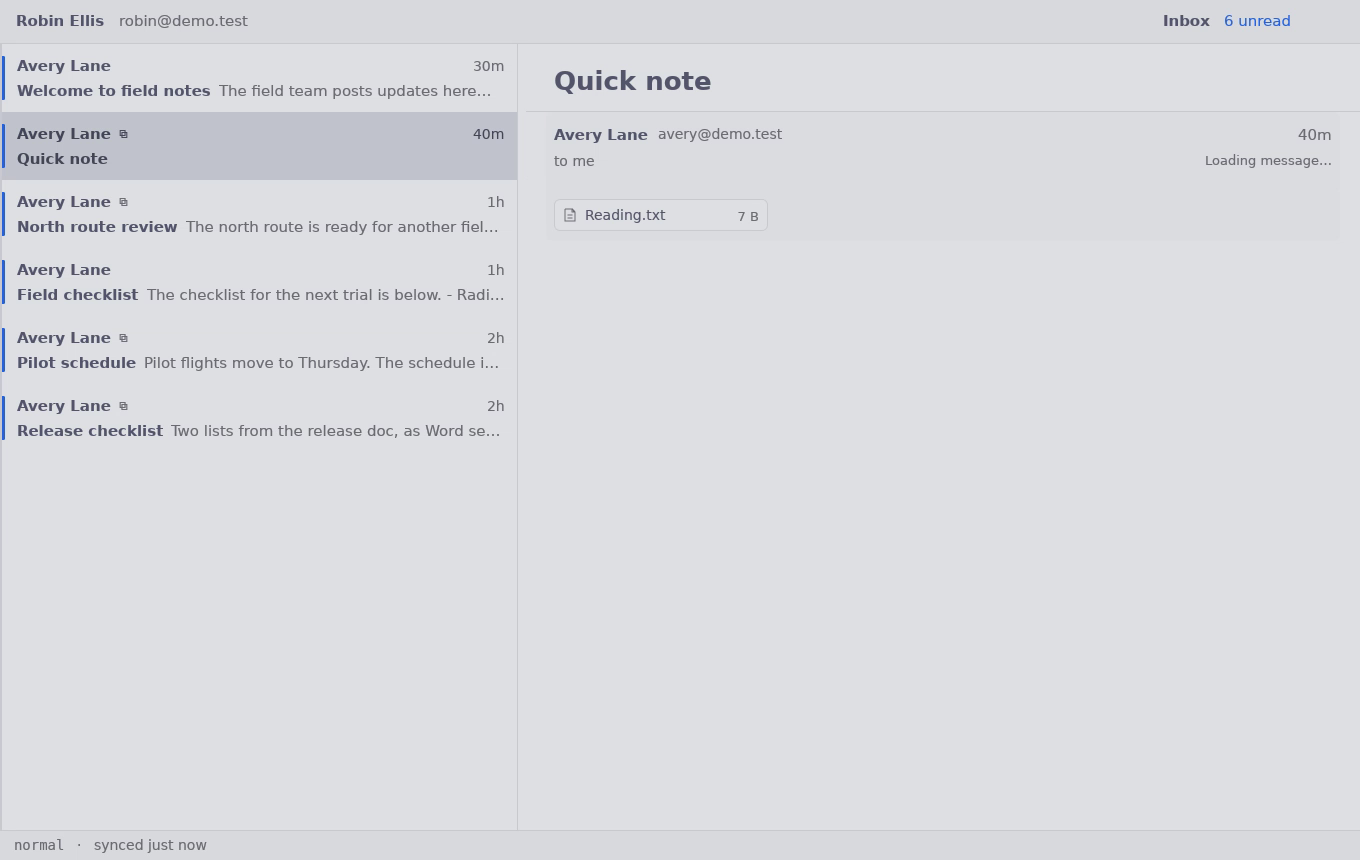 Robin Ellis robin@demo.test
Inbox 6 unread
Avery Lane 30m
Welcome to field notes The field team posts updates here…
Avery Lane 40m
Quick note
Avery Lane 1h
North route review The north route is ready for another fiel…
Avery Lane 1h
Field checklist The checklist for the next trial is below. - Radi…
Avery Lane 2h
Pilot schedule Pilot flights move to Thursday. The schedule i…
Avery Lane 2h
Release checklist Two lists from the release doc, as Word se…
Quick note
Avery Lane avery@demo.test 40m
to me Loading message…
Reading.txt 7 B
normal · synced just now